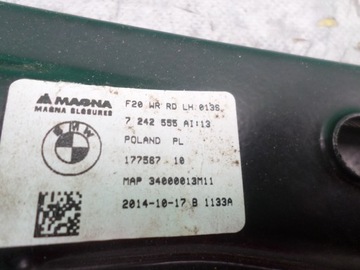 MAGNA
MAGNA CLOSURES
F20 WR RD LH 013S
BMW
7 242 555 AI:13
POLAND PL
177567 10
MAP 34000013M11
2014-10-17 B 1133A